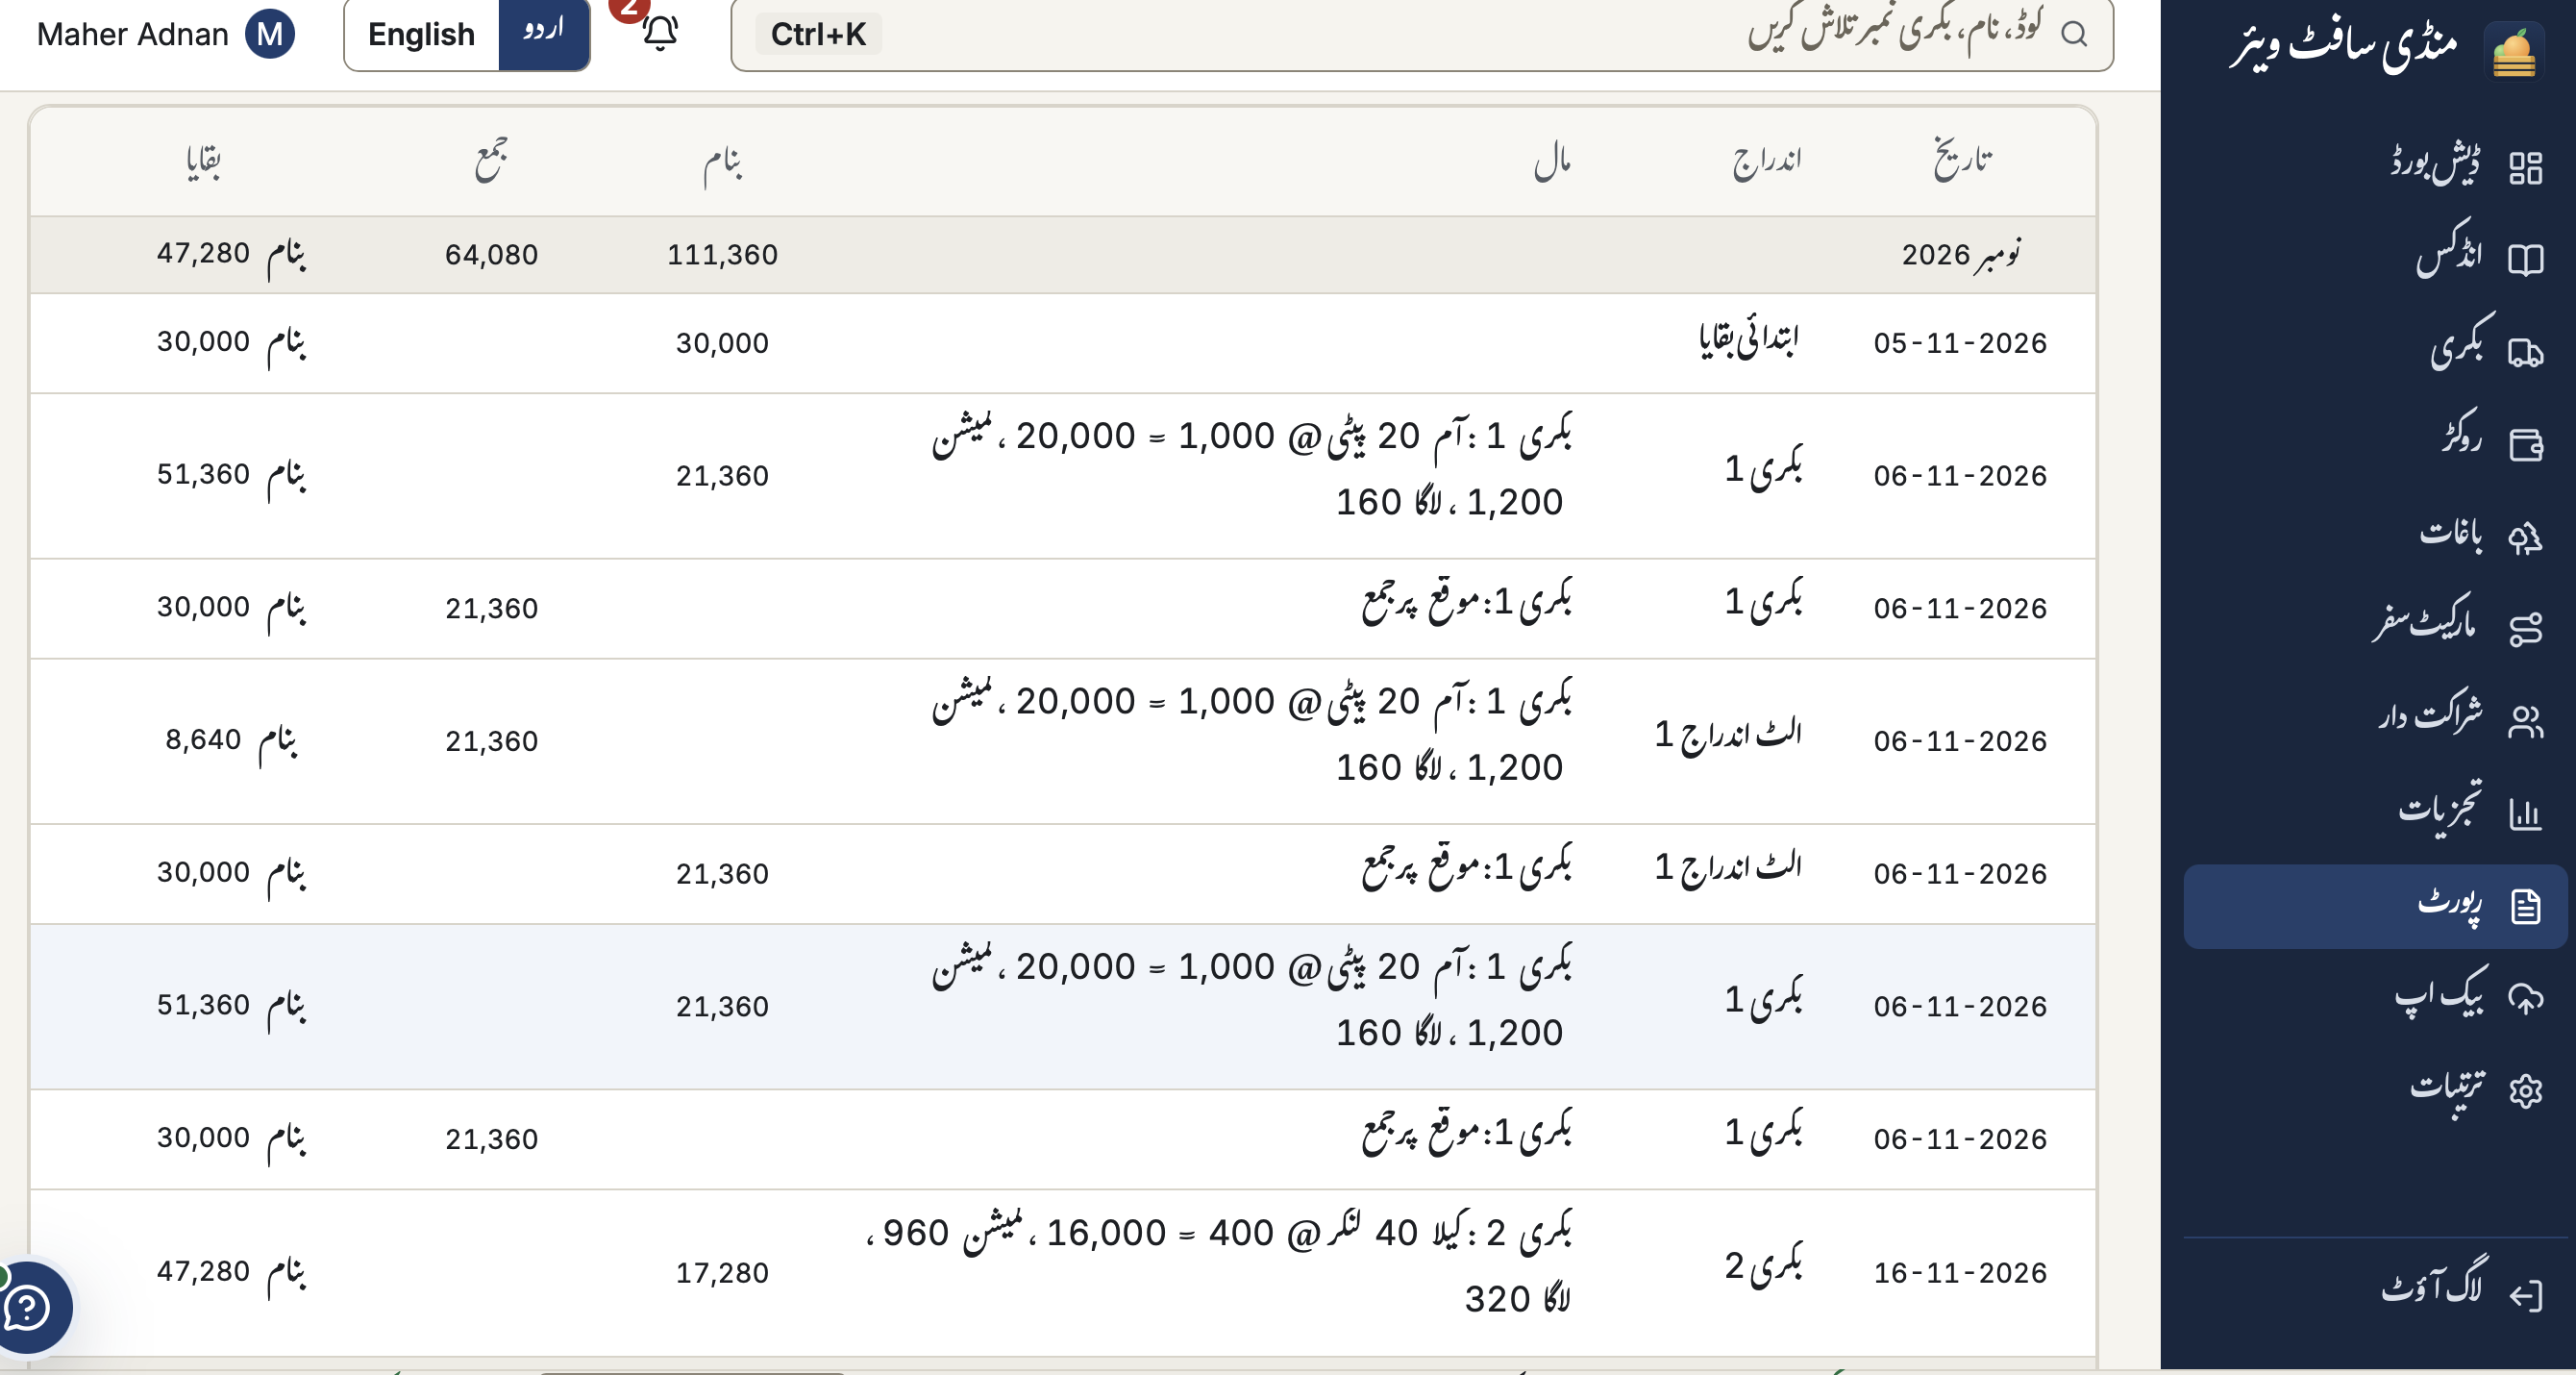 منڈی سافٹ ویئر
ڈیش بورڈ
انڈکس
بکری
روکڑ
باغات
مارکیٹ سفر
شراکت دار
تجزیات
رپورٹ
بیک اپ
ترتیبات
لاگ آؤٹ
کوڈ، نام، بکری نمبر تلاش کریں Ctrl+K
2
اردو English
M Maher Adnan
تاریخ اندراج مال بنام جمع بقایا
نومبر 2026 111,360 64,080 بنام 47,280
05-11-2026 ابتدائی بقایا 30,000 بنام 30,000
06-11-2026 بکری 1 بکری 1 : آم 20 پیٹی @ 1,000 = 20,000 ، کمیشن
1,200 ، لاگا 160 21,360 بنام 51,360
06-11-2026 بکری 1 بکری 1: موقع پر جمع 21,360 بنام 30,000
06-11-2026 الٹ اندراج 1 بکری 1 : آم 20 پیٹی @ 1,000 = 20,000 ، کمیشن
1,200 ، لاگا 160 21,360 بنام 8,640
06-11-2026 الٹ اندراج 1 بکری 1: موقع پر جمع 21,360 بنام 30,000
06-11-2026 بکری 1 بکری 1 : آم 20 پیٹی @ 1,000 = 20,000 ، کمیشن
1,200 ، لاگا 160 21,360 بنام 51,360
06-11-2026 بکری 1 بکری 1: موقع پر جمع 21,360 بنام 30,000
16-11-2026 بکری 2 بکری 2 : کیلا 40 لنکر @ 400 = 16,000 ، کمیشن 960 ،
لاگا 320 17,280 بنام 47,280